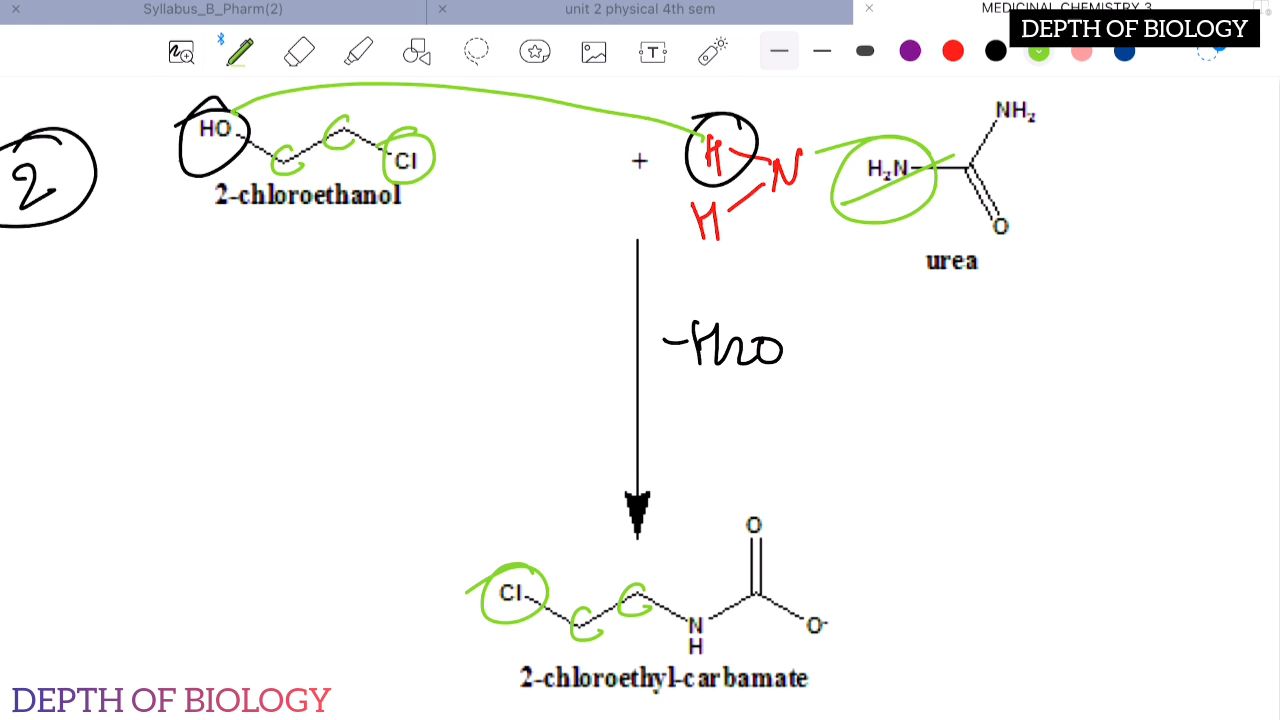 Syllabus_B_Pharm(2)
unit 2 physical 4th sem
MEDICINAL CHEMISTRY 3
DEPTH OF BIOLOGY
T
2
HO
C
C
Cl
2-chloroethanol
+
H
N
H
H₂N
NH₂
O
urea
-H2O
Cl
C
C
N
H
O
O⁻
2-chloroethyl-carbamate
DEPTH OF BIOLOGY